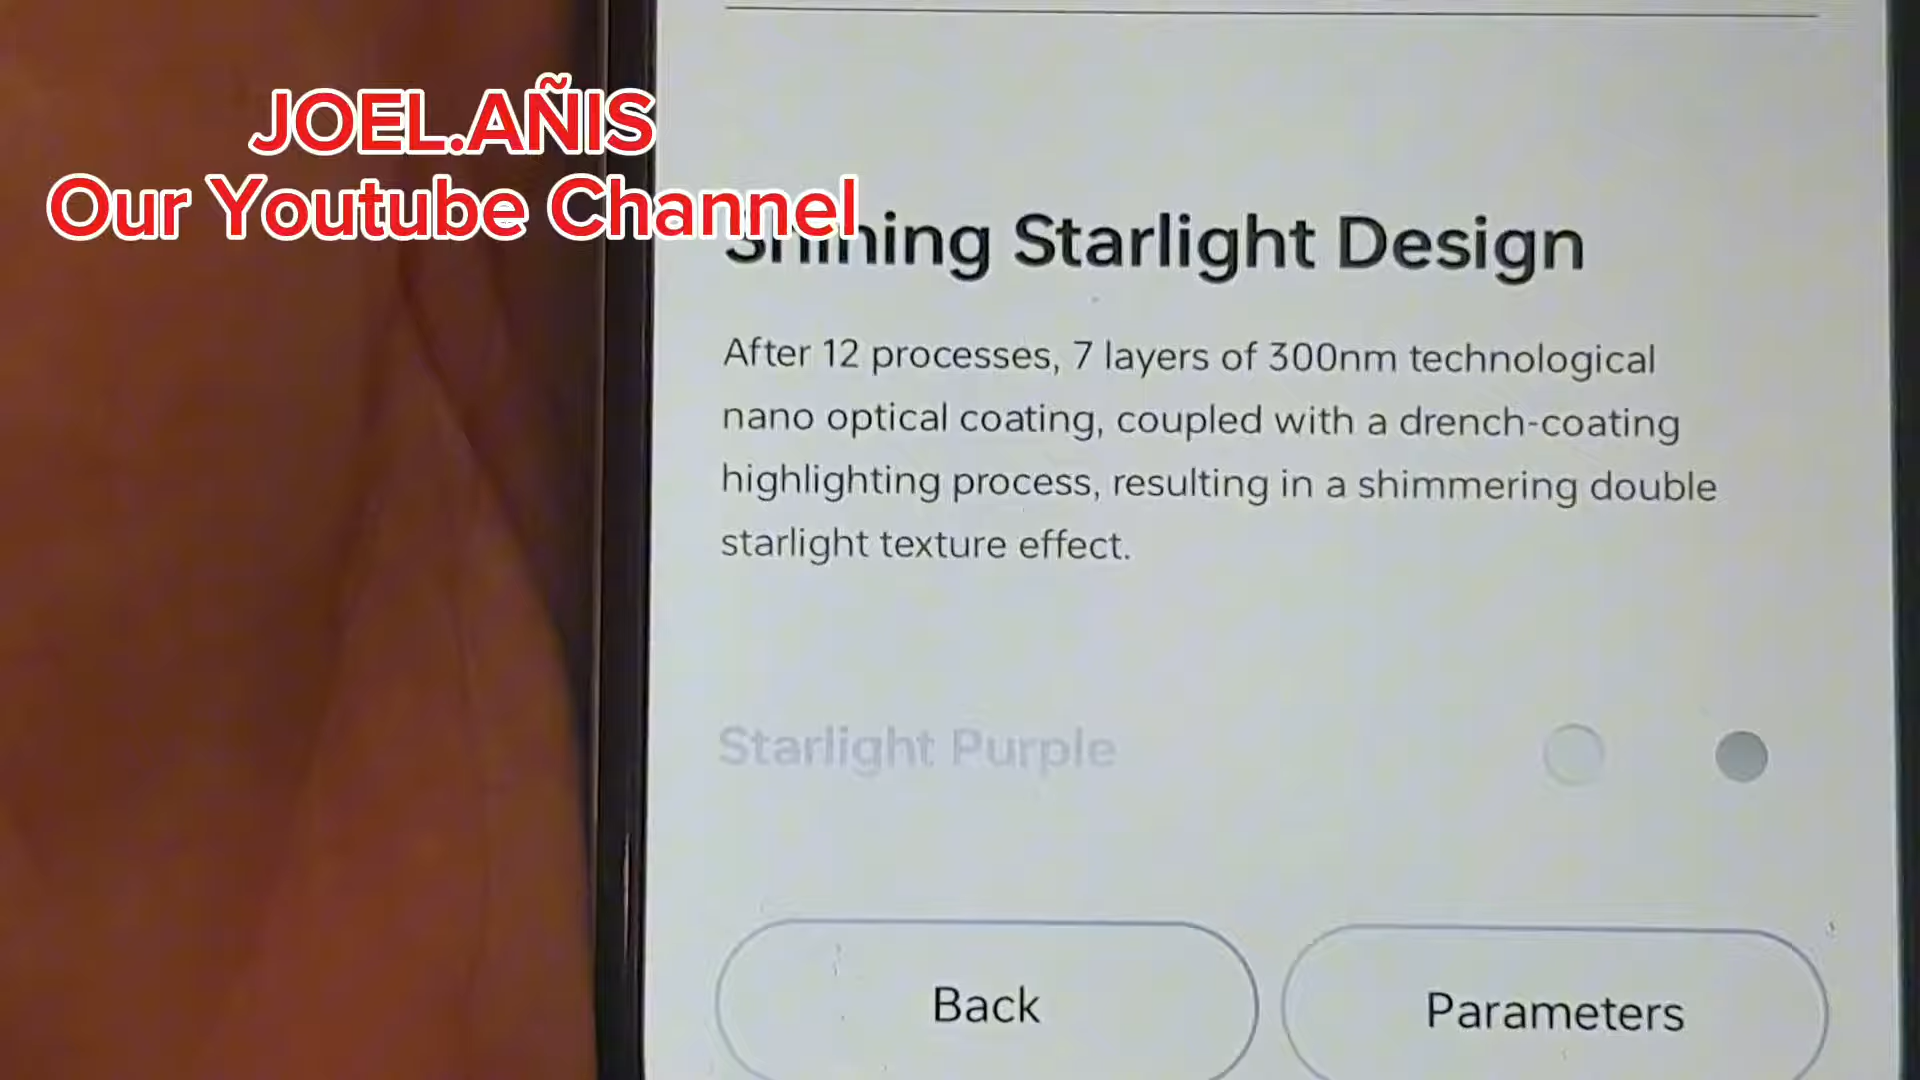 JOEL.AÑIS
Our Youtube Channel
Shining Starlight Design
After 12 processes, 7 layers of 300nm technological
nano optical coating, coupled with a drench-coating
highlighting process, resulting in a shimmering double
starlight texture effect.
Starlight Purple
Back
Parameters